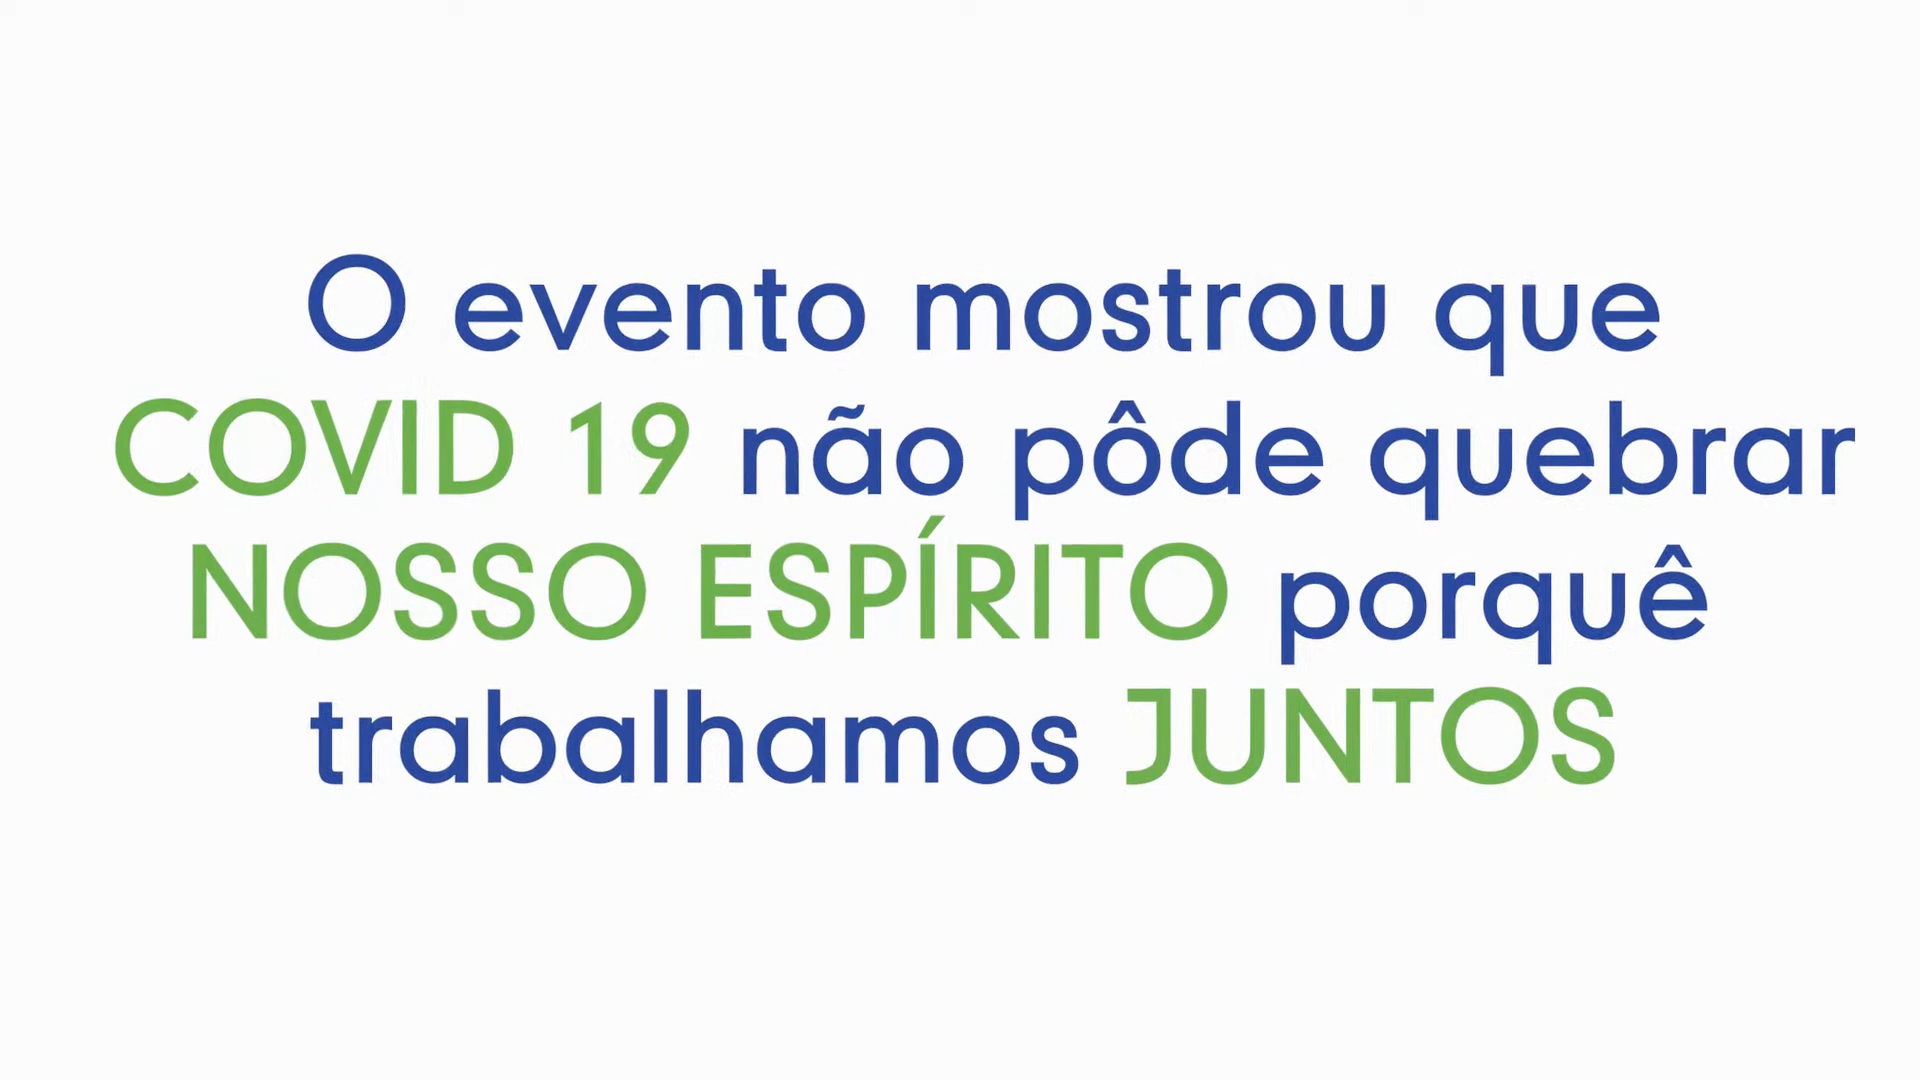 O evento mostrou que
COVID 19 não pôde quebrar
NOSSO ESPÍRITO porquê
trabalhamos JUNTOS